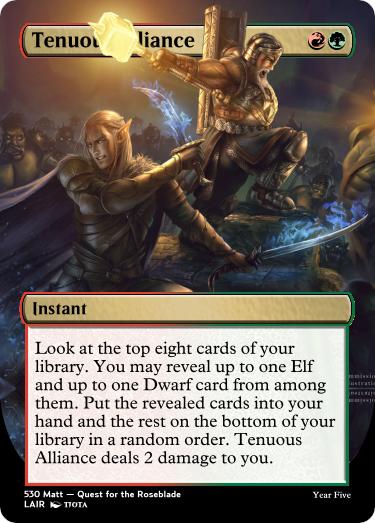 Tenuous Alliance
Instant
Look at the top eight cards of your
library. You may reveal up to one Elf
and up to one Dwarf card from among
them. Put the revealed cards into your
hand and the rest on the bottom of your
library in a random order. Tenuous
Alliance deals 2 damage to you.
530 Matt — Quest for the Roseblade
LAIR TJOTA
Year Five